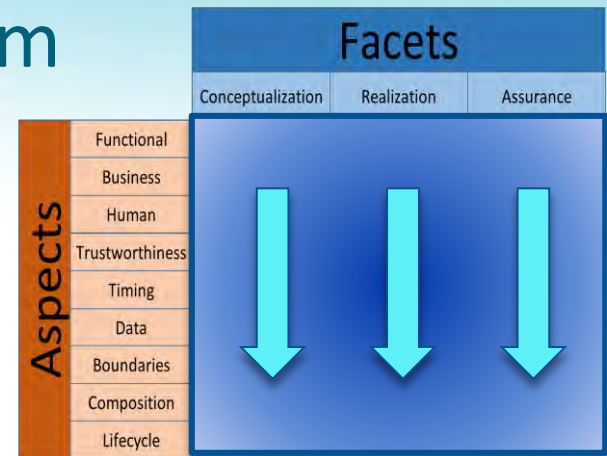 m
Facets
Conceptualization Realization Assurance
Aspects
Functional
Business
Human
Trustworthiness
Timing
Data
Boundaries
Composition
Lifecycle